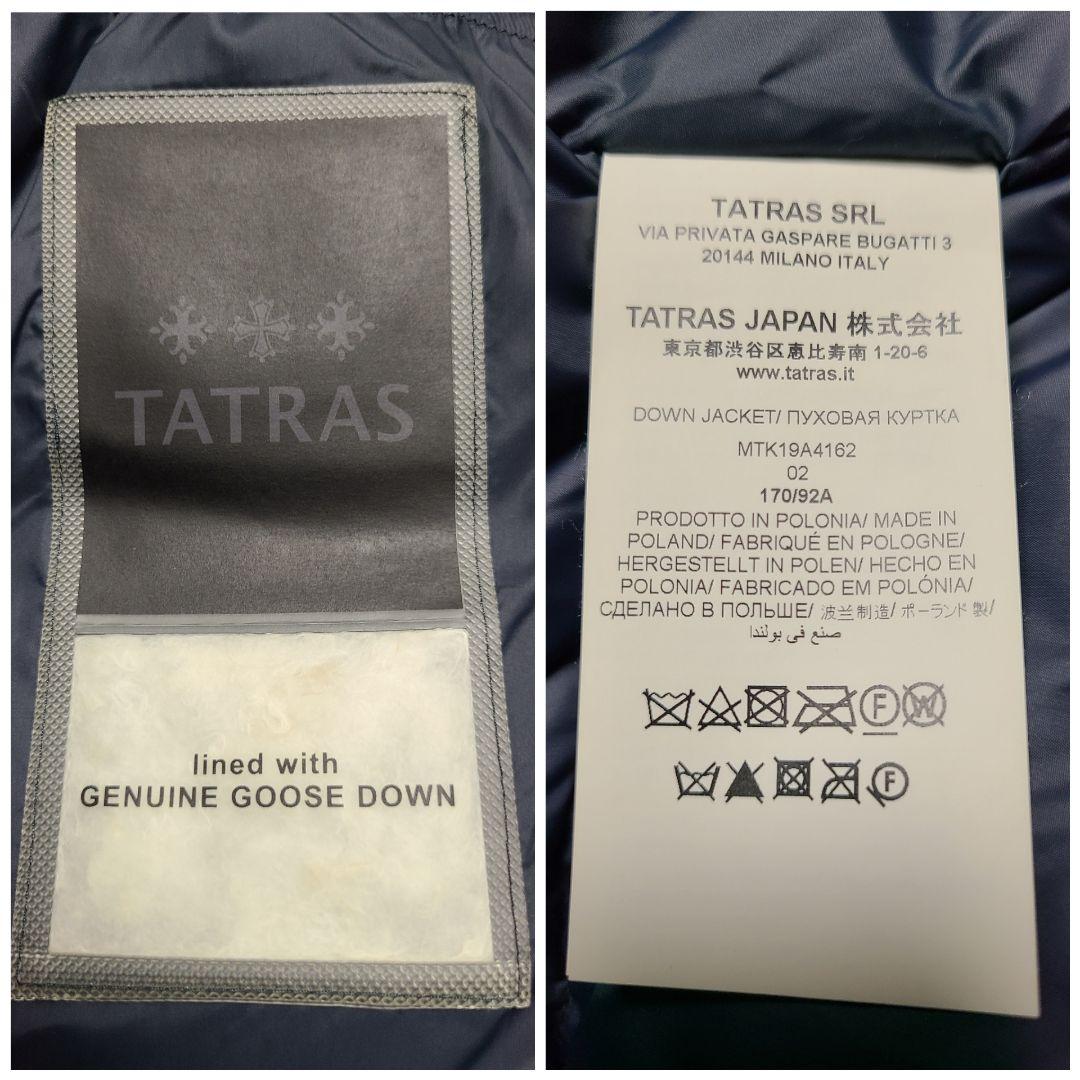 TATRAS
lined with
GENUINE GOOSE DOWN
TATRAS SRL
VIA PRIVATA GASPARE BUGATTI 3
20144 MILANO ITALY
TATRAS JAPAN 株式会社
東京都渋谷区恵比寿南 1-20-6
www.tatras.it
DOWN JACKET/ ПУХОВАЯ КУРТКА
MTK19A4162
02
170/92A
PRODOTTO IN POLONIA/ MADE IN
POLAND/ FABRIQUÉ EN POLOGNE/
HERGESTELLT IN POLEN/ HECHO EN
POLONIA/ FABRICADO EM POLÓNIA/
СДЕЛАНО В ПОЛЬШЕ/ 波兰制造/ ポーランド製/
صنع في بولندا
F W
F